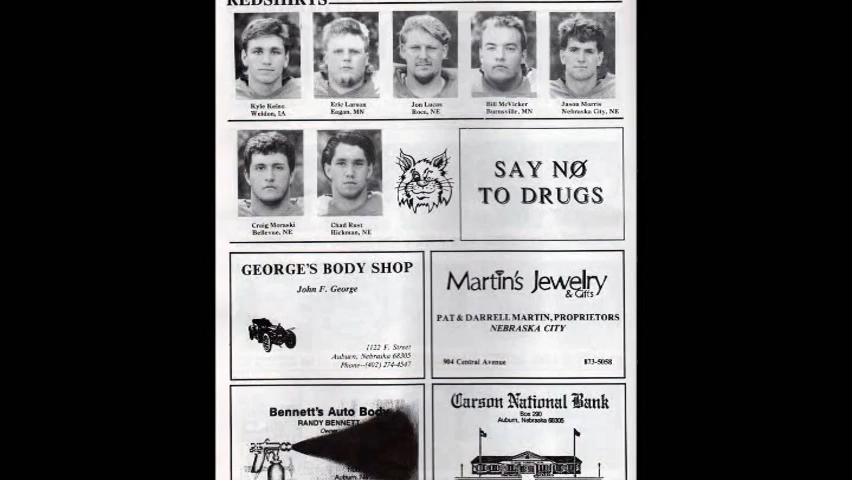 REDSHIRTS
Kyle Keino
Weldon, IA
Eric Larson
Eagan, MN
Jon Lucas
Roca, NE
Bill McVicker
Burnsville, MN
Jason Morris
Nebraska City, NE
Craig Moraski
Bellevue, NE
Chad Rust
Hickman, NE
SAY NØ
TO DRUGS
GEORGE'S BODY SHOP
John F. George
1122 F. Street
Auburn, Nebraska 68305
Phone--(402) 274-4547
Martin's Jewelry
& Gifts
PAT & DARRELL MARTIN, PROPRIETORS
NEBRASKA CITY
904 Central Avenue
873-5058
Bennett's Auto Body
RANDY BENNETT
Auburn,
Carson National Bank
Box 290
Auburn, Nebraska 68305